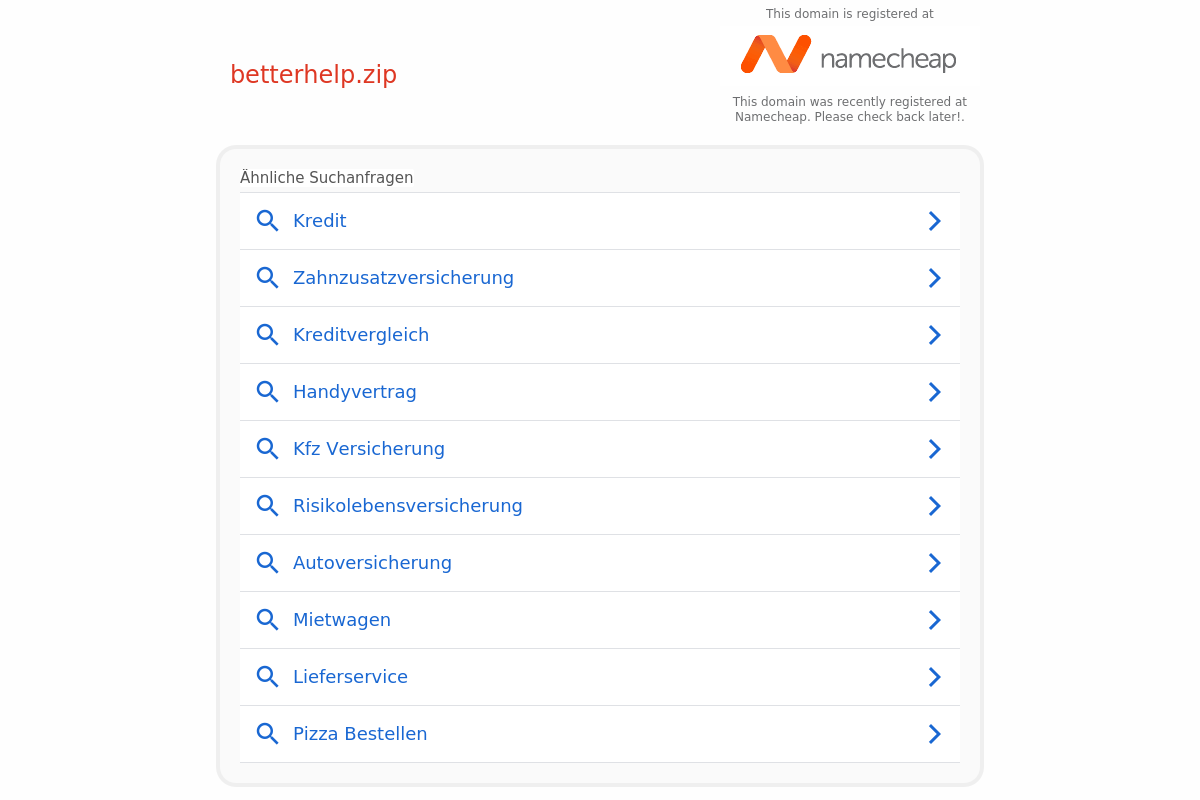 This domain is registered at
namecheap
betterhelp.zip
This domain was recently registered at
Namecheap. Please check back later!.
Ähnliche Suchanfragen
Kredit
Zahnzusatzversicherung
Kreditvergleich
Handyvertrag
Kfz Versicherung
Risikolebensversicherung
Autoversicherung
Mietwagen
Lieferservice
Pizza Bestellen